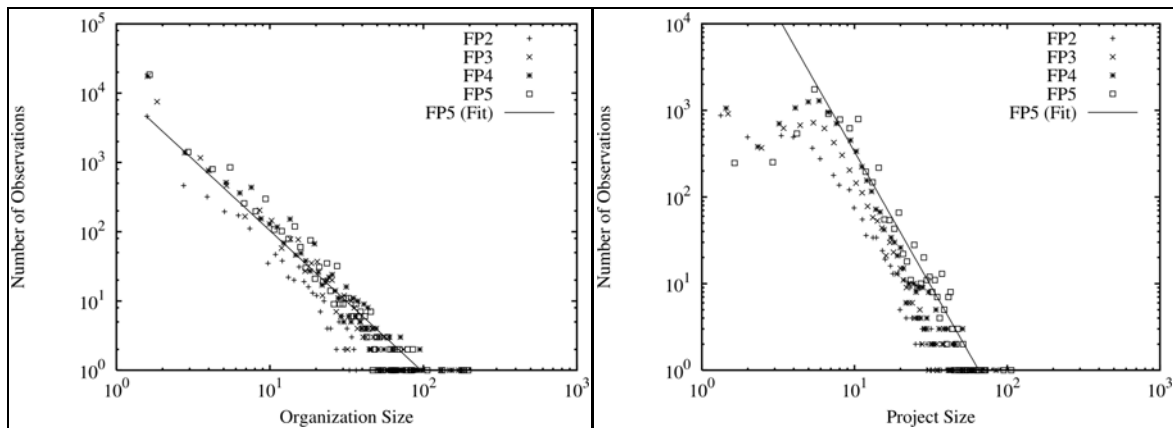 10^5
10^4
10^3
10^2
10^1
10^0
Number of Observations
FP2
FP3
FP4
FP5
FP5 (Fit)
10^0 10^1 10^2 10^3
Organization Size
10^4
10^3
10^2
10^1
10^0
Number of Observations
FP2
FP3
FP4
FP5
FP5 (Fit)
10^0 10^1 10^2 10^3
Project Size